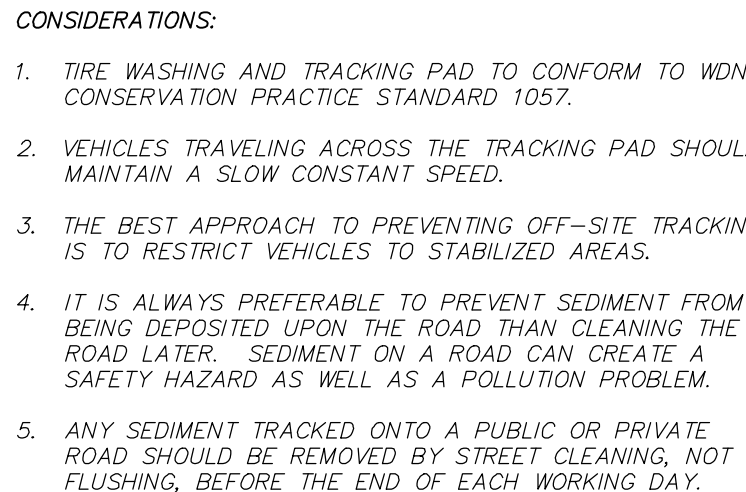 CONSIDERATIONS:
1. TIRE WASHING AND TRACKING PAD TO CONFORM TO WDN
CONSERVATION PRACTICE STANDARD 1057.
2. VEHICLES TRAVELING ACROSS THE TRACKING PAD SHOUL
MAINTAIN A SLOW CONSTANT SPEED.
3. THE BEST APPROACH TO PREVENTING OFF-SITE TRACKIN
IS TO RESTRICT VEHICLES TO STABILIZED AREAS.
4. IT IS ALWAYS PREFERABLE TO PREVENT SEDIMENT FROM
BEING DEPOSITED UPON THE ROAD THAN CLEANING THE
ROAD LATER. SEDIMENT ON A ROAD CAN CREATE A
SAFETY HAZARD AS WELL AS A POLLUTION PROBLEM.
5. ANY SEDIMENT TRACKED ONTO A PUBLIC OR PRIVATE
ROAD SHOULD BE REMOVED BY STREET CLEANING, NOT
FLUSHING, BEFORE THE END OF EACH WORKING DAY.